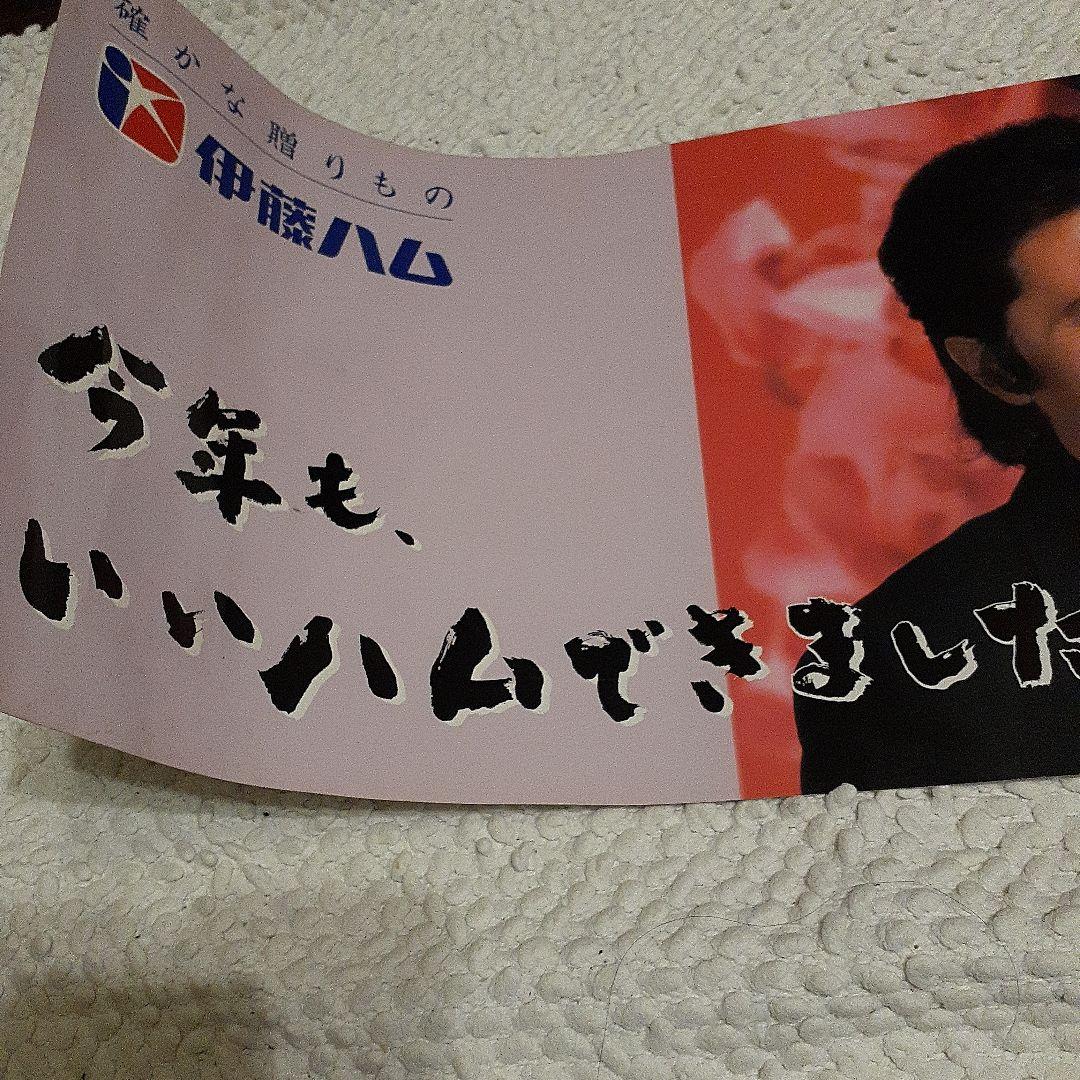 確かな贈りもの
伊藤ハム
今年も、
いいハムできました